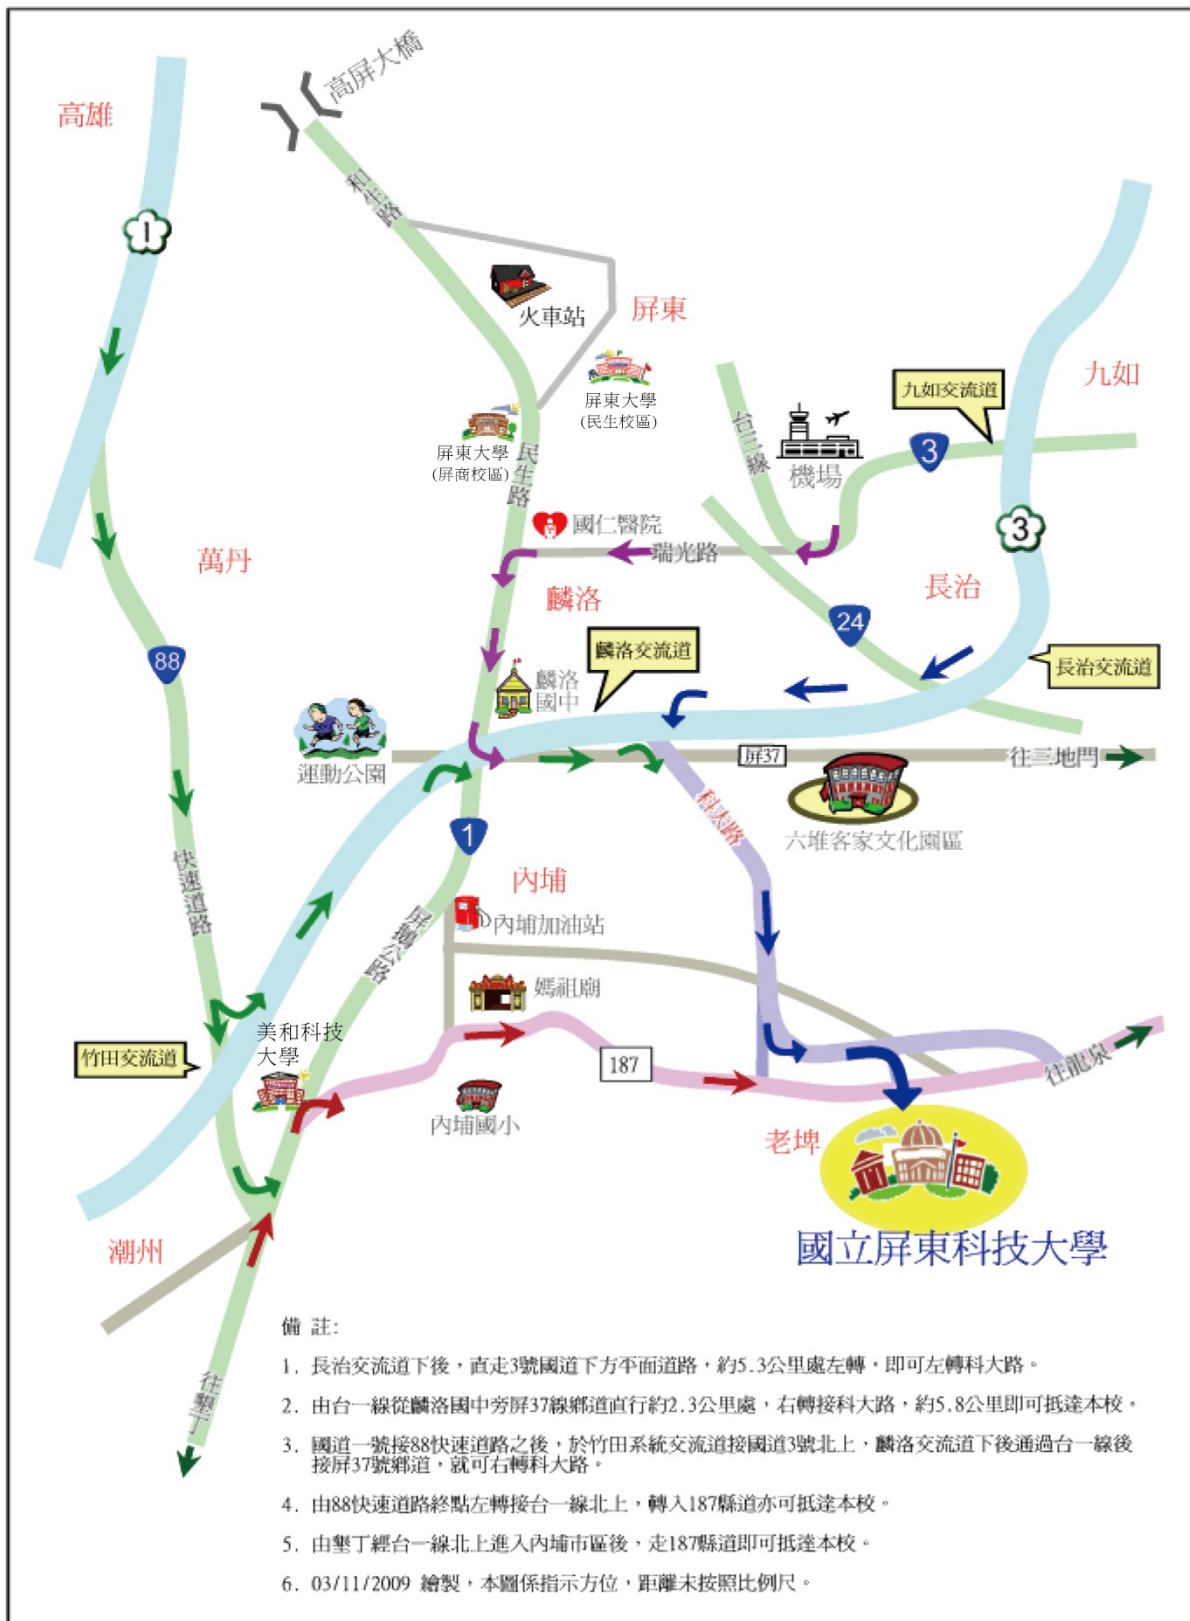 高屏大橋
高雄
1
和生路
火車站
屏東
九如
屏東大學
(民生校區)
九如交流道
屏東大學
(屏商校區)
民生路
台三線
機場
3
國仁醫院
瑞光路
3
萬丹
麟洛
長治
24
88
麟洛交流道
長治交流道
麟洛
國中
運動公園
屏37
往三地門
科大路
六堆客家文化園區
1
快速道路
內埔
屏鵝公路
內埔加油站
媽祖廟
美和科技
大學
竹田交流道
187
往龍泉
內埔國小
老埤
潮州
國立屏東科技大學
往墾丁
備 註:
1. 長治交流道下後，直走3號國道下方平面道路，約5.3公里處左轉，即可左轉科大路。
2. 由台一線從麟洛國中旁屏37線鄉道直行約2.3公里處，右轉接科大路，約5.8公里即可抵達本校。
3. 國道一號接88快速道路之後，於竹田系統交流道接國道3號北上，麟洛交流道下後通過台一線後
接屏37號鄉道，就可右轉科大路。
4. 由88快速道路終點左轉接台一線北上，轉入187縣道亦可抵達本校。
5. 由墾丁經台一線北上進入內埔市區後，走187縣道即可抵達本校。
6. 03/11/2009 繪製，本圖係指示方位，距離未按照比例尺。